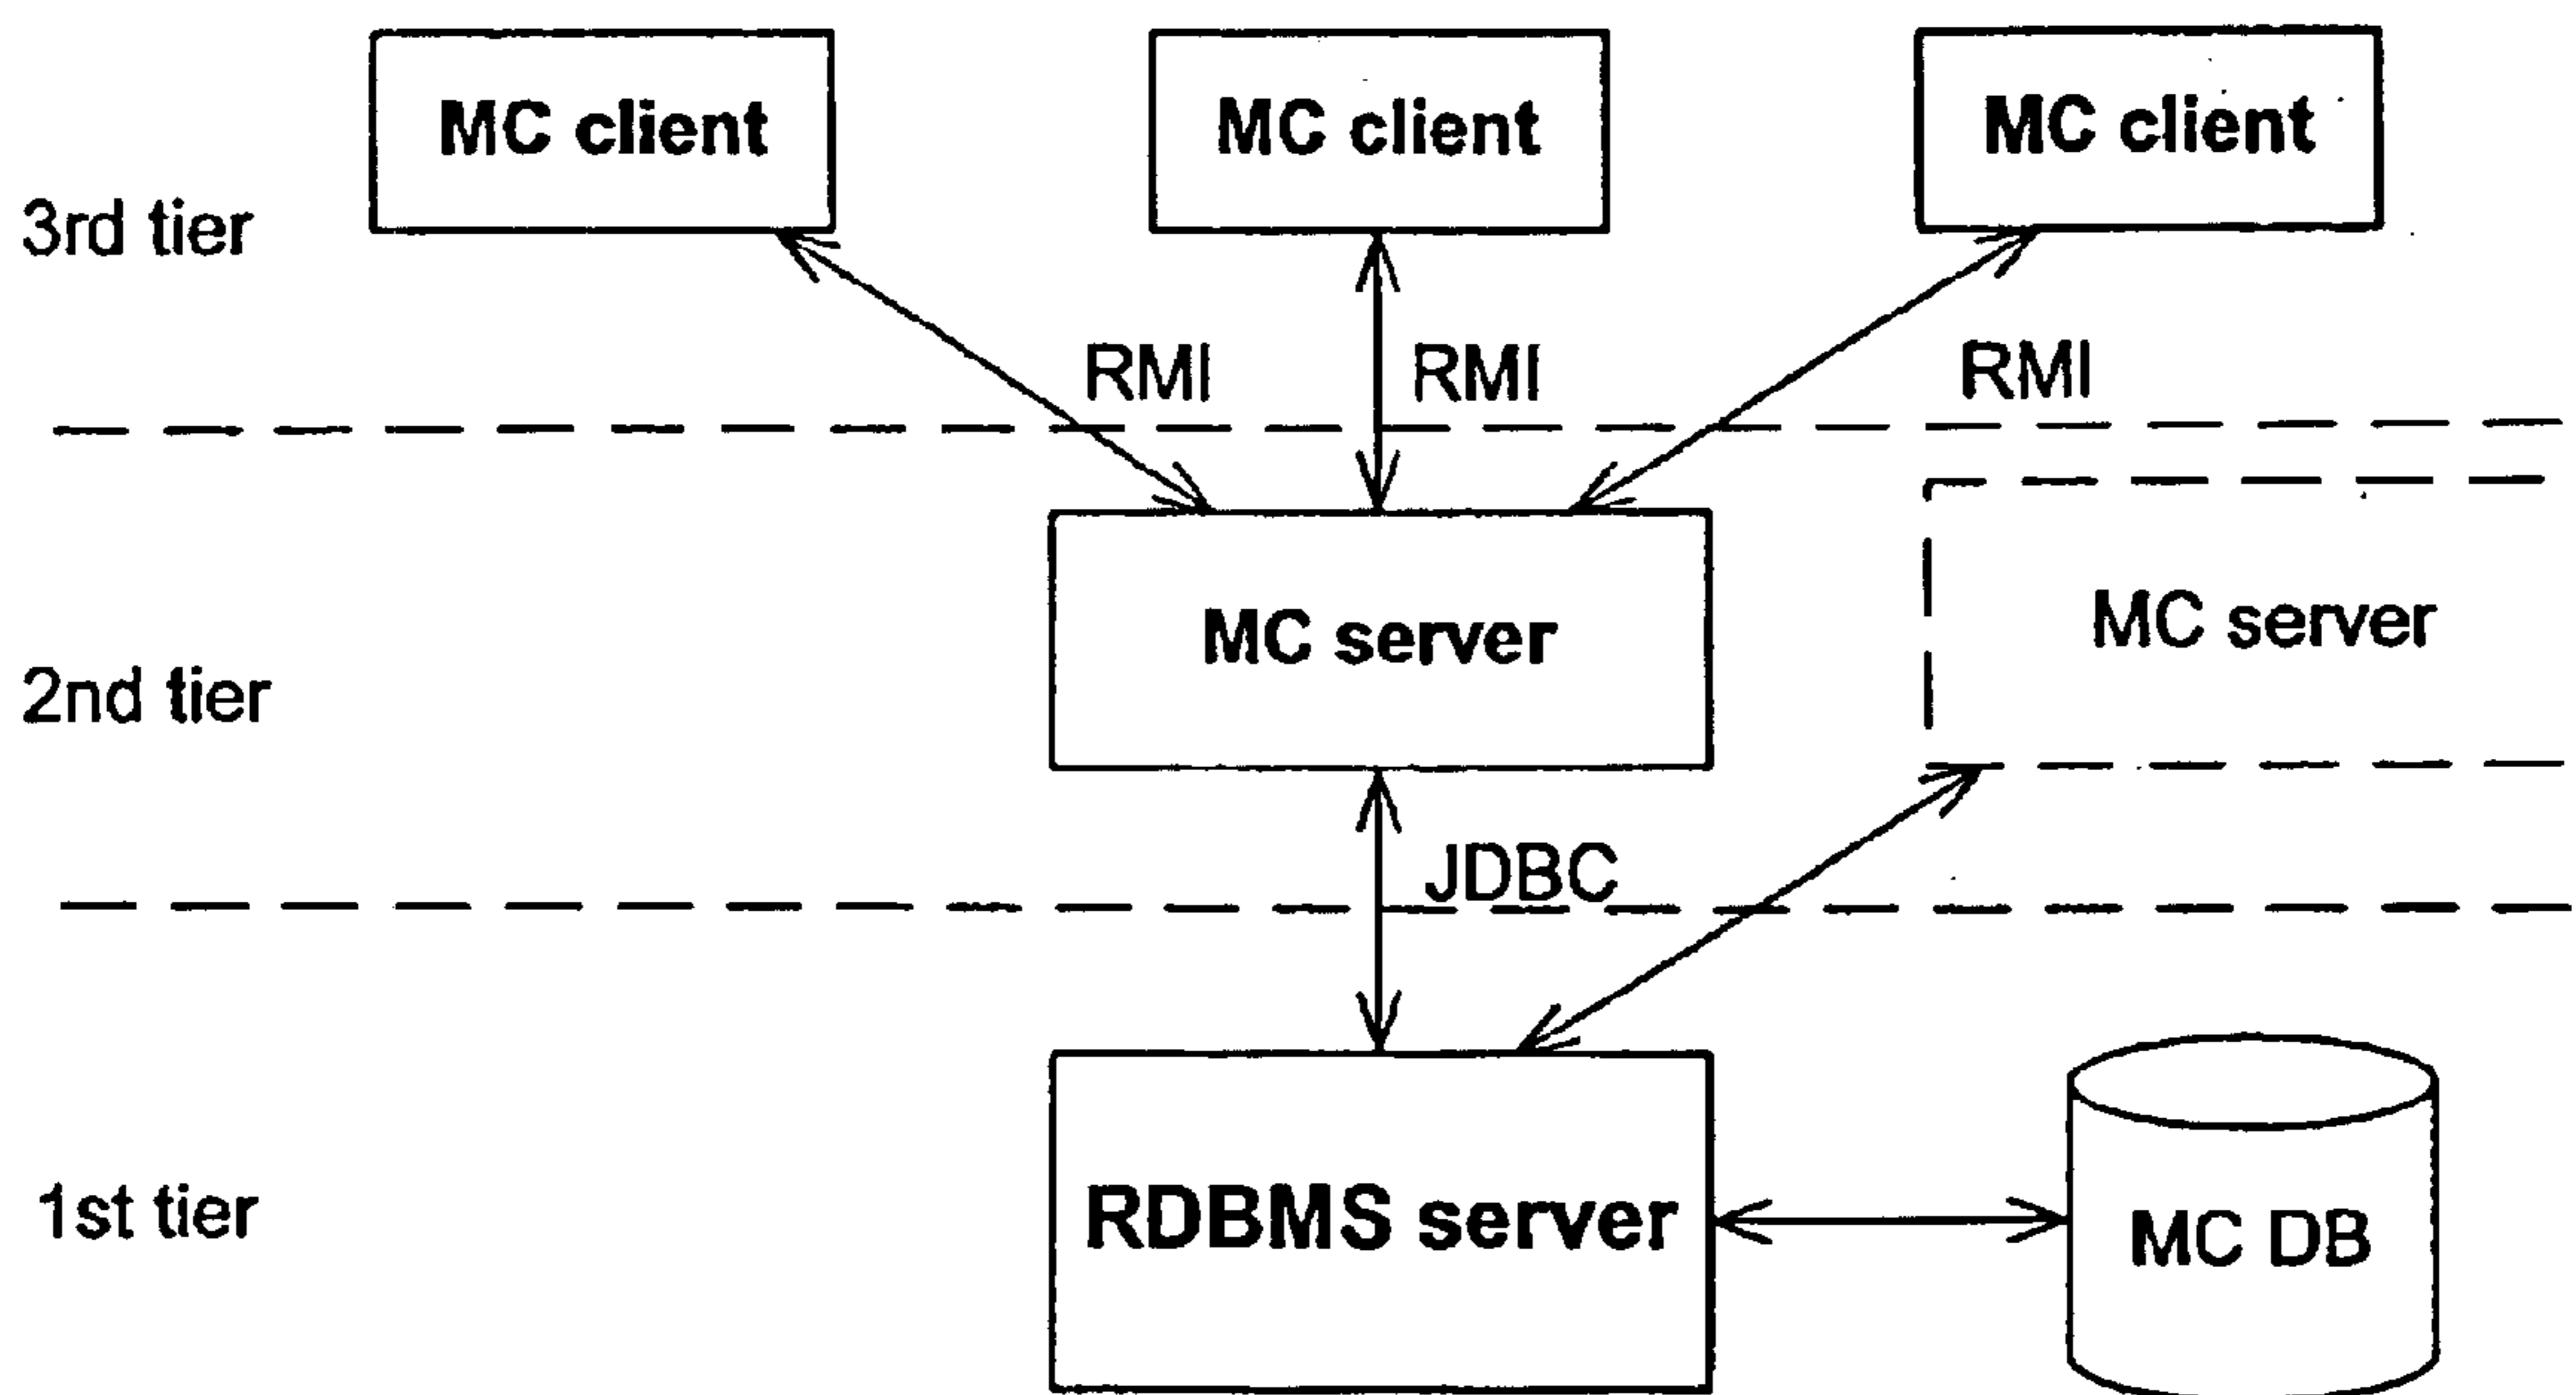 MC client
MC client
MC client
3rd tier
RMI
RMI
RMI
MC server
MC server
2nd tier
JDBC
RDBMS server
1st tier
MC DB